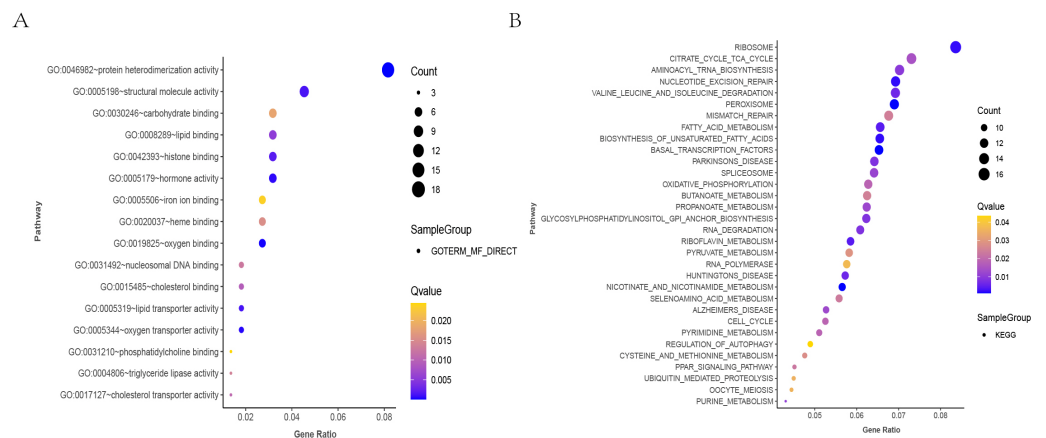 A
Pathway
GO:0046982~protein heterodimerization activity
GO:0005198~structural molecule activity
GO:0030246~carbohydrate binding
GO:0008289~lipid binding
GO:0042393~histone binding
GO:0005179~hormone activity
GO:0005506~iron ion binding
GO:0020037~heme binding
GO:0019825~oxygen binding
GO:0031492~nucleosomal DNA binding
GO:0015485~cholesterol binding
GO:0005319~lipid transporter activity
GO:0005344~oxygen transporter activity
GO:0031210~phosphatidylcholine binding
GO:0004806~triglyceride lipase activity
GO:0017127~cholesterol transporter activity
0.02 0.04 0.06 0.08
Gene Ratio
Count
3
6
9
12
15
18
SampleGroup
GOTERM_MF_DIRECT
Qvalue
0.020
0.015
0.010
0.005
B
Pathway
RIBOSOME
CITRATE_CYCLE_TCA_CYCLE
AMINOACYL_TRNA_BIOSYNTHESIS
NUCLEOTIDE_EXCISION_REPAIR
VALINE_LEUCINE_AND_ISOLEUCINE_DEGRADATION
PEROXISOME
MISMATCH_REPAIR
FATTY_ACID_METABOLISM
BIOSYNTHESIS_OF_UNSATURATED_FATTY_ACIDS
BASAL_TRANSCRIPTION_FACTORS
PARKINSONS_DISEASE
SPLICEOSOME
OXIDATIVE_PHOSPHORYLATION
BUTANOATE_METABOLISM
PROPANOATE_METABOLISM
GLYCOSYLPHOSPHATIDYLINOSITOL_GPI_ANCHOR_BIOSYNTHESIS
RNA_DEGRADATION
RIBOFLAVIN_METABOLISM
PYRUVATE_METABOLISM
RNA_POLYMERASE
HUNTINGTONS_DISEASE
NICOTINATE_AND_NICOTINAMIDE_METABOLISM
SELENOAMINO_ACID_METABOLISM
ALZHEIMERS_DISEASE
CELL_CYCLE
PYRIMIDINE_METABOLISM
REGULATION_OF_AUTOPHAGY
CYSTEINE_AND_METHIONINE_METABOLISM
PPAR_SIGNALING_PATHWAY
UBIQUITIN_MEDIATED_PROTEOLYSIS
OOCYTE_MEIOSIS
PURINE_METABOLISM
0.05 0.06 0.07 0.08
Gene Ratio
Count
10
12
14
16
Qvalue
0.04
0.03
0.02
0.01
SampleGroup
KEGG